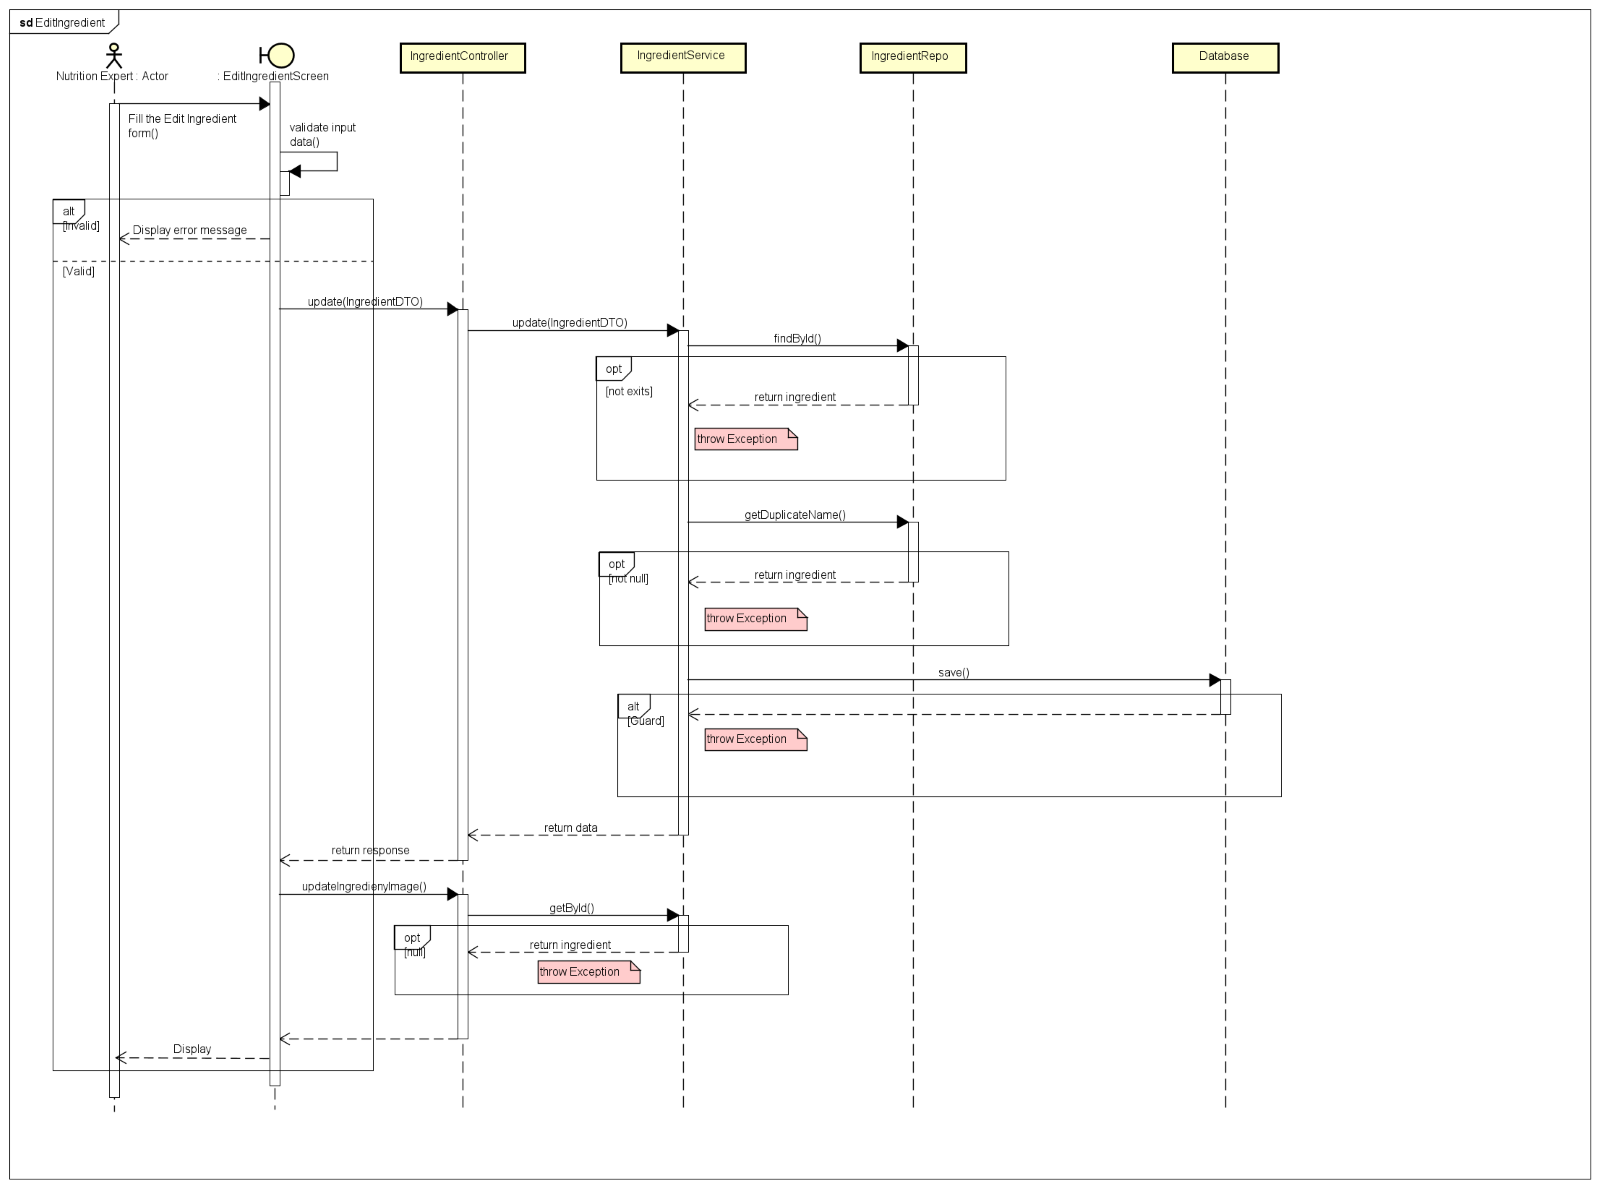 sd EditIngredient
Nutrition Expert : Actor
: EditIngredientScreen
IngredientController
IngredientService
IngredientRepo
Database
Fill the Edit Ingredient
form()
validate input
data()
alt
[Invalid]
Display error message
[Valid]
update(IngredientDTO)
update(IngredientDTO)
findById()
opt
[not exits]
return ingredient
throw Exception
getDuplicateName()
opt
[not null]
return ingredient
throw Exception
save()
alt
[Guard]
throw Exception
return data
return response
updateIngredienyImage()
getById()
opt
[null]
return ingredient
throw Exception
Display